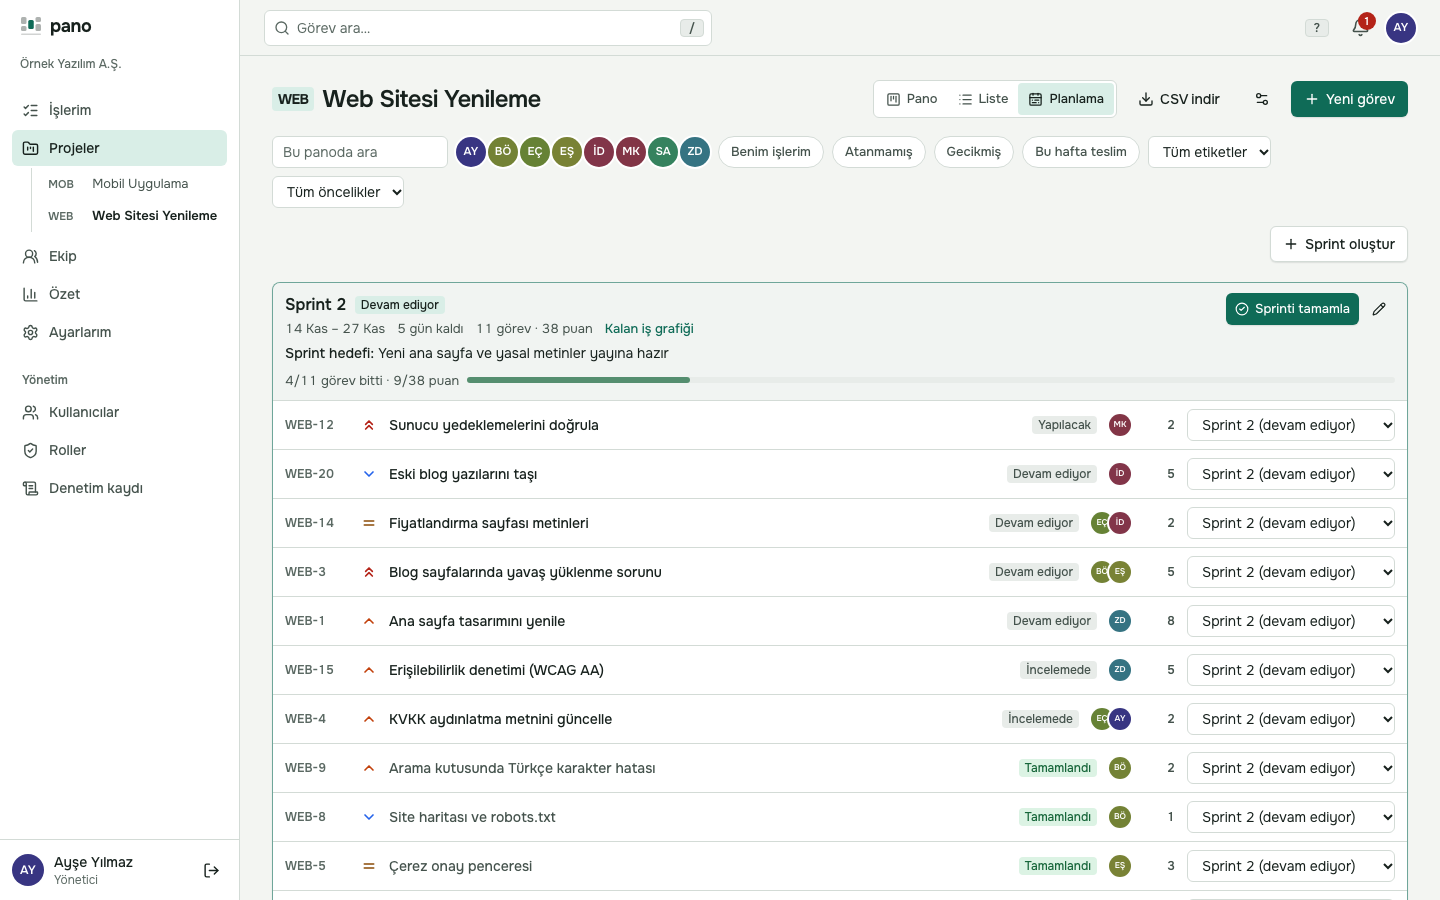 pano
Örnek Yazılım A.Ş.
İşlerim
Projeler
MOB Mobil Uygulama
WEB Web Sitesi Yenileme
Ekip
Özet
Ayarlarım
Yönetim
Kullanıcılar
Roller
Denetim kaydı
AY Ayşe Yılmaz
Yönetici
Görev ara... /
? 1 AY
WEB Web Sitesi Yenileme
Pano Liste Planlama CSV indir Yeni görev
Bu panoda ara AY BÖ EÇ EŞ İD MK SA ZD Benim işlerim Atanmamış Gecikmiş Bu hafta teslim Tüm etiketler
Tüm öncelikler
Sprint oluştur
Sprint 2 Devam ediyor Sprinti tamamla
14 Kas – 27 Kas 5 gün kaldı 11 görev · 38 puan Kalan iş grafiği
Sprint hedefi: Yeni ana sayfa ve yasal metinler yayına hazır
4/11 görev bitti · 9/38 puan
WEB-12 Sunucu yedeklemelerini doğrula Yapılacak MK 2 Sprint 2 (devam ediyor)
WEB-20 Eski blog yazılarını taşı Devam ediyor İD 5 Sprint 2 (devam ediyor)
WEB-14 Fiyatlandırma sayfası metinleri Devam ediyor EÇ İD 2 Sprint 2 (devam ediyor)
WEB-3 Blog sayfalarında yavaş yüklenme sorunu Devam ediyor BÖ EŞ 5 Sprint 2 (devam ediyor)
WEB-1 Ana sayfa tasarımını yenile Devam ediyor ZD 8 Sprint 2 (devam ediyor)
WEB-15 Erişilebilirlik denetimi (WCAG AA) İncelemede ZD 5 Sprint 2 (devam ediyor)
WEB-4 KVKK aydınlatma metnini güncelle İncelemede EÇ AY 2 Sprint 2 (devam ediyor)
WEB-9 Arama kutusunda Türkçe karakter hatası Tamamlandı BÖ 2 Sprint 2 (devam ediyor)
WEB-8 Site haritası ve robots.txt Tamamlandı BÖ 1 Sprint 2 (devam ediyor)
WEB-5 Çerez onay penceresi Tamamlandı EŞ 3 Sprint 2 (devam ediyor)